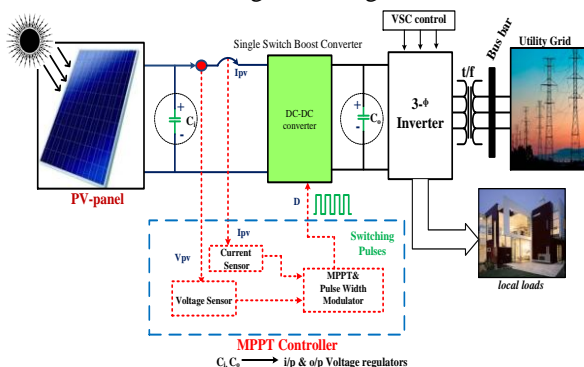 VSC control
Single Switch Boost Converter
Ipv
t/f
Bus bar
Utility Grid
+
Ci
-
DC-DC
converter
+
Co
-
3-Φ
Inverter
PV-panel
D
Ipv
Switching
Pulses
Vpv
Current
Sensor
Voltage Sensor
MPPT&
Pulse Width
Modulator
local loads
MPPT Controller
Ci, Co → i/p & o/p Voltage regulators